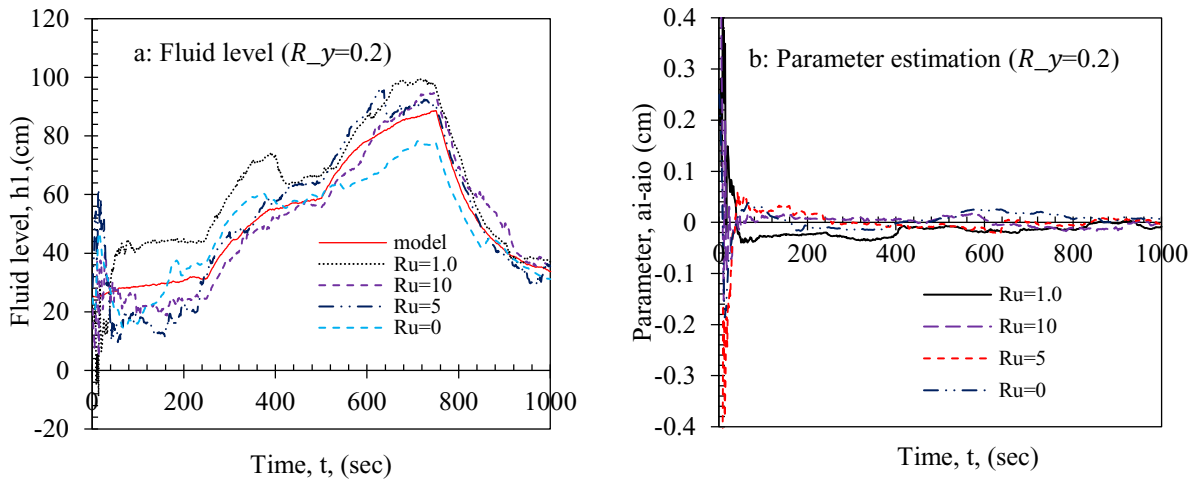 a: Fluid level (R_y=0.2)
Fluid level, h1,(cm)
120
100
80
60
40
20
0
-20
0
200
400
600
800
1000
model
Ru=1.0
Ru=10
Ru=5
Ru=0
Time, t, (sec)
b: Parameter estimation (R_y=0.2)
Parameter, ai-aio (cm)
0.4
0.3
0.2
0.1
0
-0.1
-0.2
-0.3
-0.4
0
200
400
600
800
1000
Ru=1.0
Ru=10
Ru=5
Ru=0
Time, t, (sec)